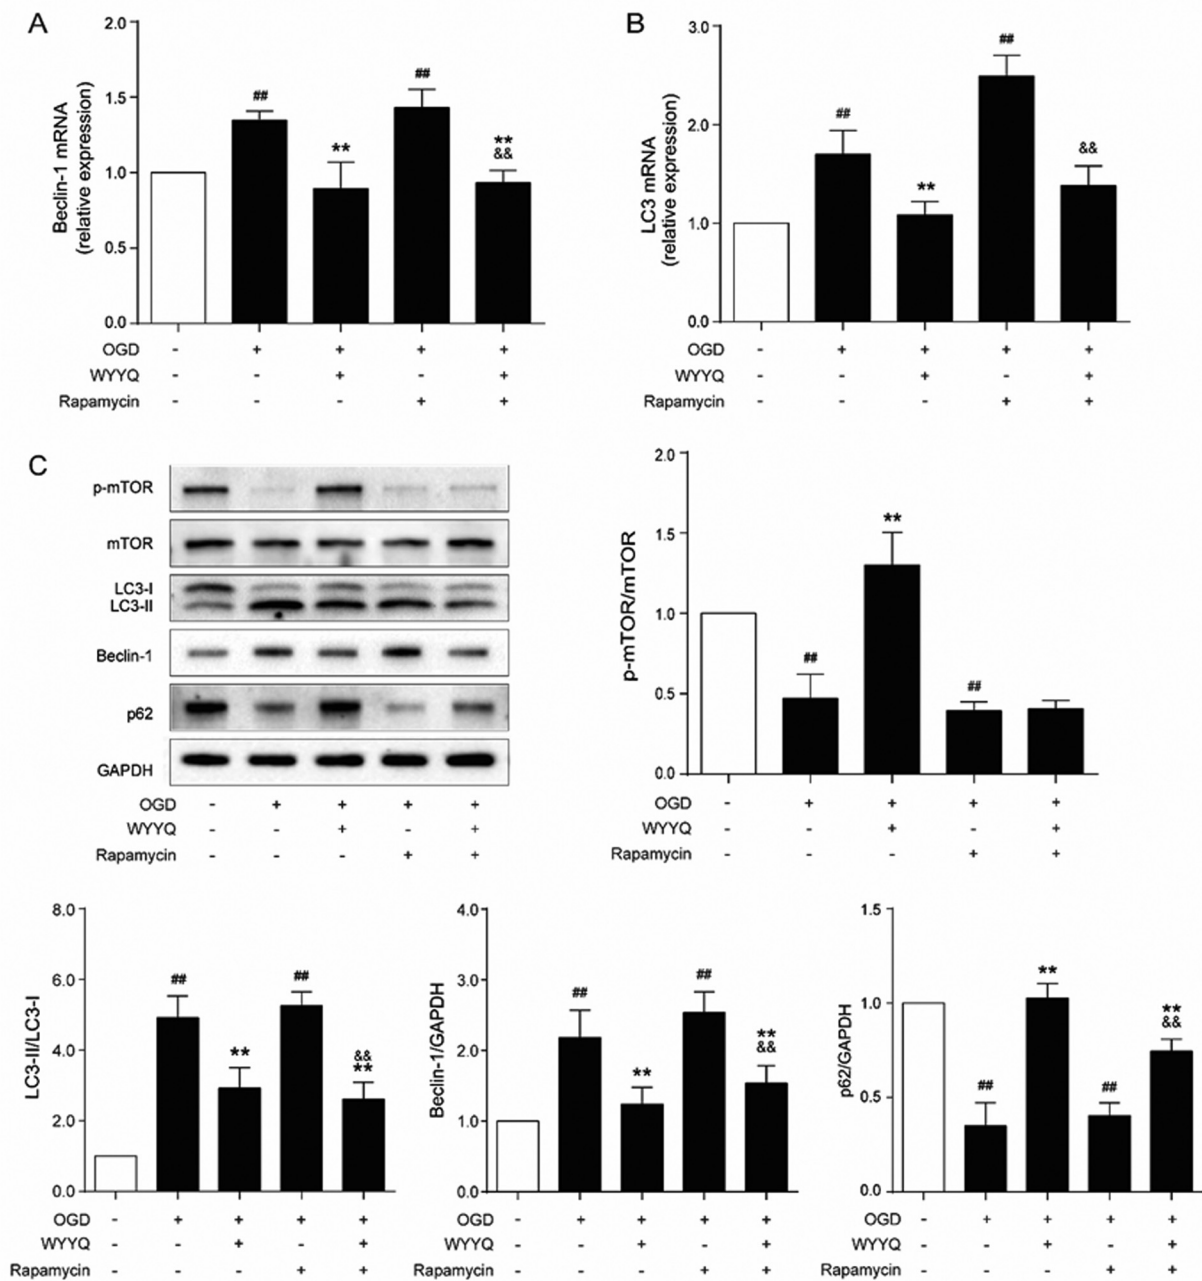 A
Beclin-1 mRNA
(relative expression)
2.0
1.5
1.0
0.5
0.0
##
**
##
**
&&
OGD - + + + +
WYYQ - - + - +
Rapamycin - - - + +
B
LC3 mRNA
(relative expression)
3.0
2.0
1.0
0.0
##
**
##
&&
OGD - + + + +
WYYQ - - + - +
Rapamycin - - - + +
C
p-mTOR
mTOR
LC3-I
LC3-II
Beclin-1
p62
GAPDH
OGD - + + + +
WYYQ - - + - +
Rapamycin - - - + +
p-mTOR/mTOR
2.0
1.5
1.0
0.5
0.0
##
**
##
OGD - + + + +
WYYQ - - + - +
Rapamycin - - - + +
LC3-II/LC3-I
8.0
6.0
4.0
2.0
0.0
##
**
##
&&
**
OGD - + + + +
WYYQ - - + - +
Rapamycin - - - + +
Beclin-1/GAPDH
4.0
3.0
2.0
1.0
0.0
##
**
##
**
&&
OGD - + + + +
WYYQ - - + - +
Rapamycin - - - + +
p62/GAPDH
1.5
1.0
0.5
0.0
##
**
##
**
&&
OGD - + + + +
WYYQ - - + - +
Rapamycin - - - + +